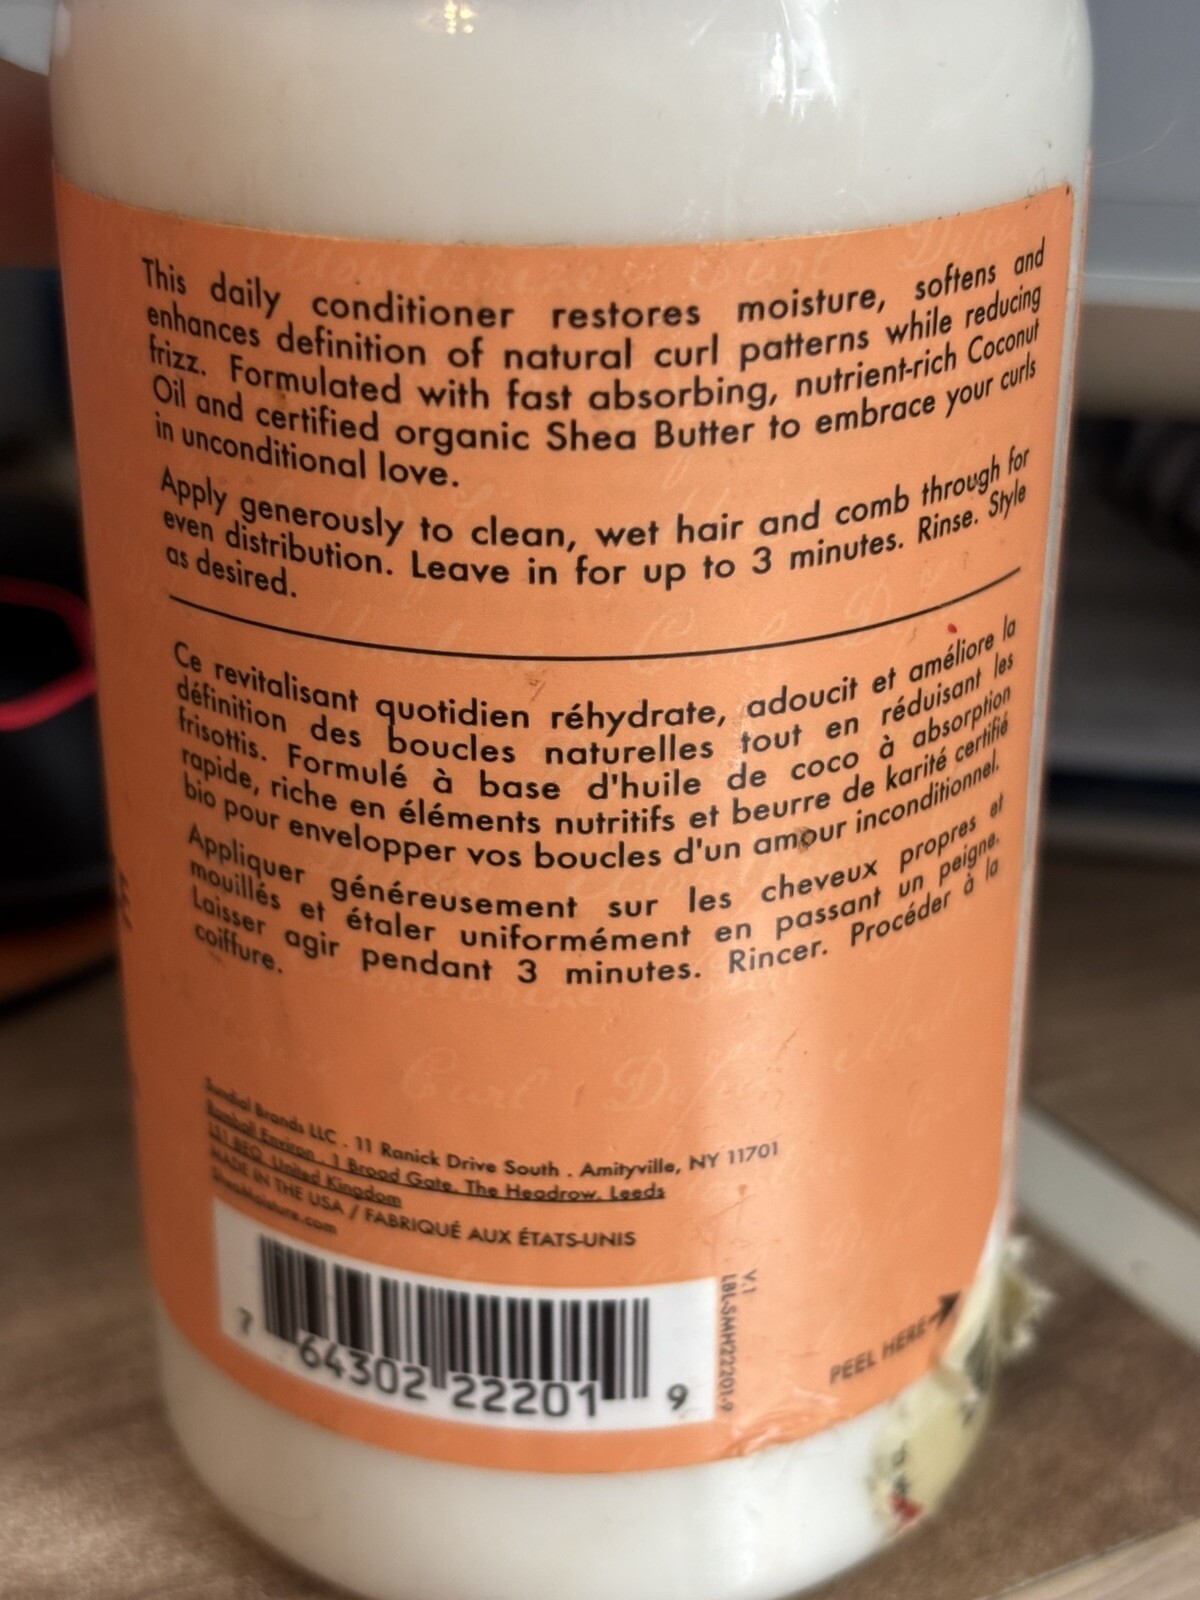 This daily conditioner restores moisture, softens and
enhances definition of natural curl patterns while reducing
frizz. Formulated with fast absorbing, nutrient-rich Coconut
Oil and certified organic Shea Butter to embrace your curls
in unconditional love.
Apply generously to clean, wet hair and comb through for
even distribution. Leave in for up to 3 minutes. Rinse. Style
as desired.
Ce revitalisant quotidien réhydrate, adoucit et améliore la
définition des boucles naturelles tout en réduisant les
frisottis. Formulé à base d'huile de coco à absorption
rapide, riche en éléments nutritifs et beurre de karité certifié
bio pour envelopper vos boucles d'un amour inconditionnel.
Appliquer généreusement sur les cheveux propres et
mouillés et étaler uniformément en passant un peigne.
Laisser agir pendant 3 minutes. Rincer. Procéder à la
coiffure.
Curl
Sundial Brands LLC . 11 Ranick Drive South . Amityville, NY 11701
1 Broad Gate, The Headrow, Leeds
United Kingdom
MADE IN THE USA / FABRIQUÉ AUX ÉTATS-UNIS
SheaMoisture.com
7 64302 22201 9
V.1
LBL-SMH22201-9
PEEL HERE